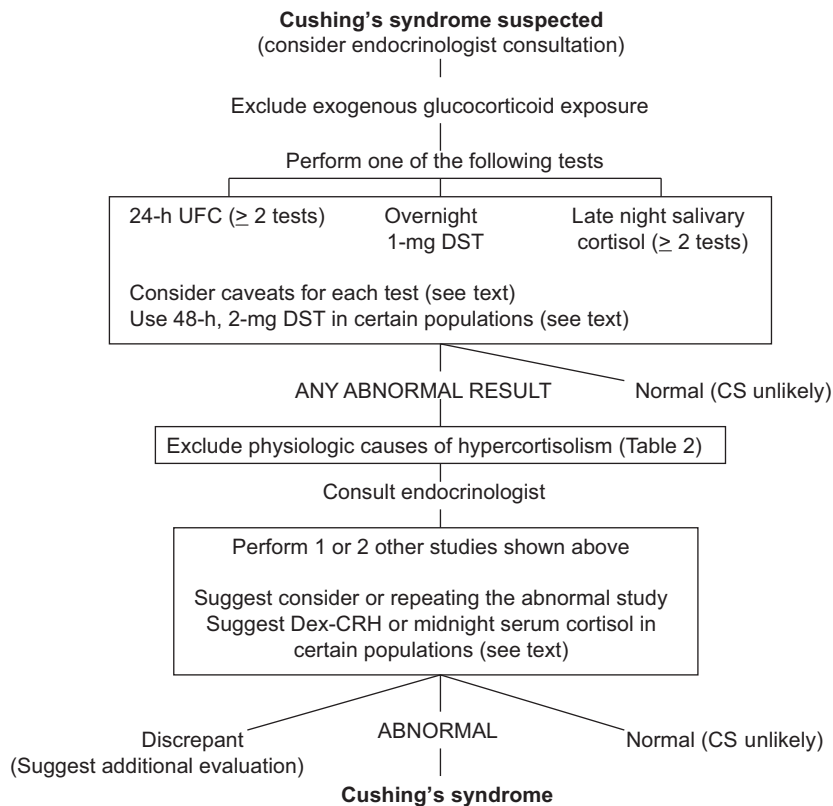 Cushing's syndrome suspected
(consider endocrinologist consultation)
Exclude exogenous glucocorticoid exposure
Perform one of the following tests
24-h UFC (≥ 2 tests)
Overnight
1-mg DST
Late night salivary
cortisol (≥ 2 tests)
Consider caveats for each test (see text)
Use 48-h, 2-mg DST in certain populations (see text)
ANY ABNORMAL RESULT
Normal (CS unlikely)
Exclude physiologic causes of hypercortisolism (Table 2)
Consult endocrinologist
Perform 1 or 2 other studies shown above
Suggest consider or repeating the abnormal study
Suggest Dex-CRH or midnight serum cortisol in
certain populations (see text)
Discrepant
(Suggest additional evaluation)
ABNORMAL
Normal (CS unlikely)
Cushing's syndrome